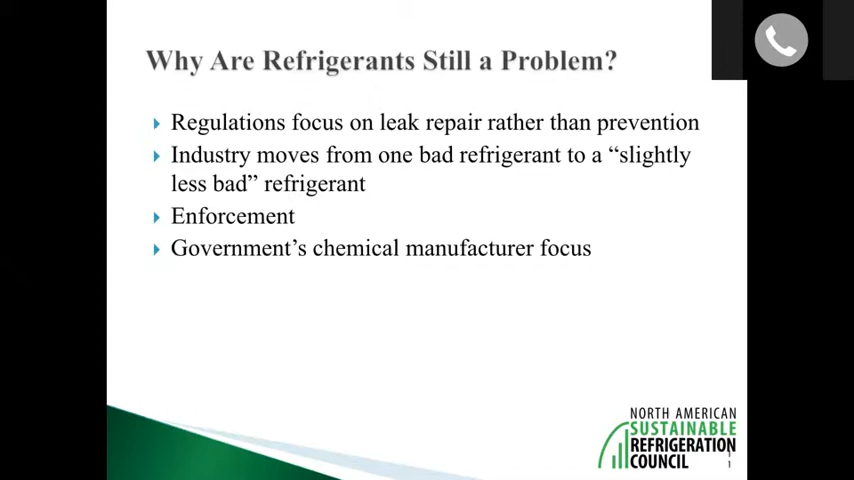 Why Are Refrigerants Still a Problem?
Regulations focus on leak repair rather than prevention
Industry moves from one bad refrigerant to a “slightly
less bad” refrigerant
Enforcement
Government’s chemical manufacturer focus
NORTH AMERICAN
SUSTAINABLE
REFRIGERATION
COUNCIL